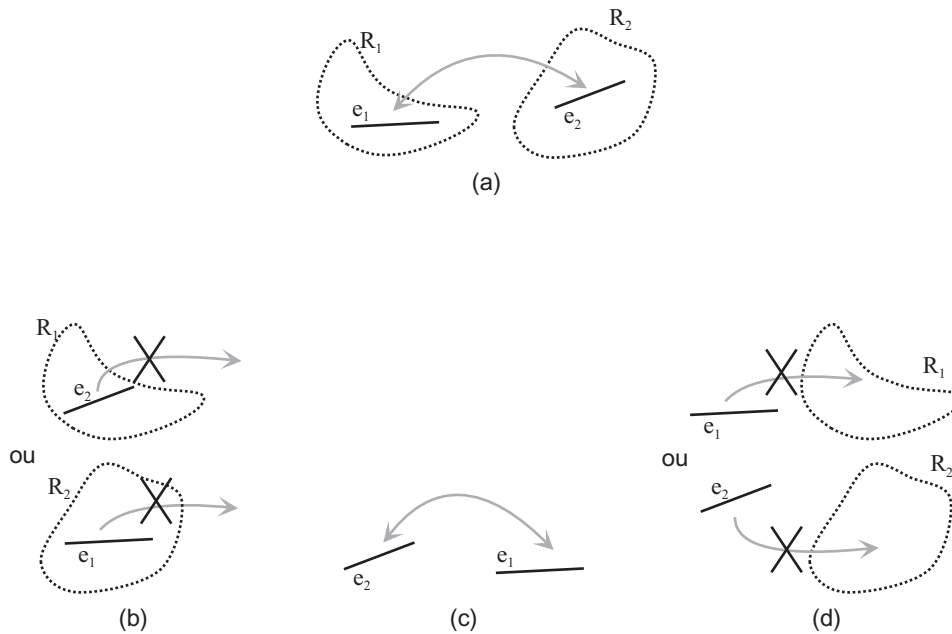 R₁
R₂
e₁
e₂
(a)
R₁
e₂
ou
R₂
e₁
(b)
e₂
e₁
(c)
R₁
e₁
ou
R₂
e₂
(d)